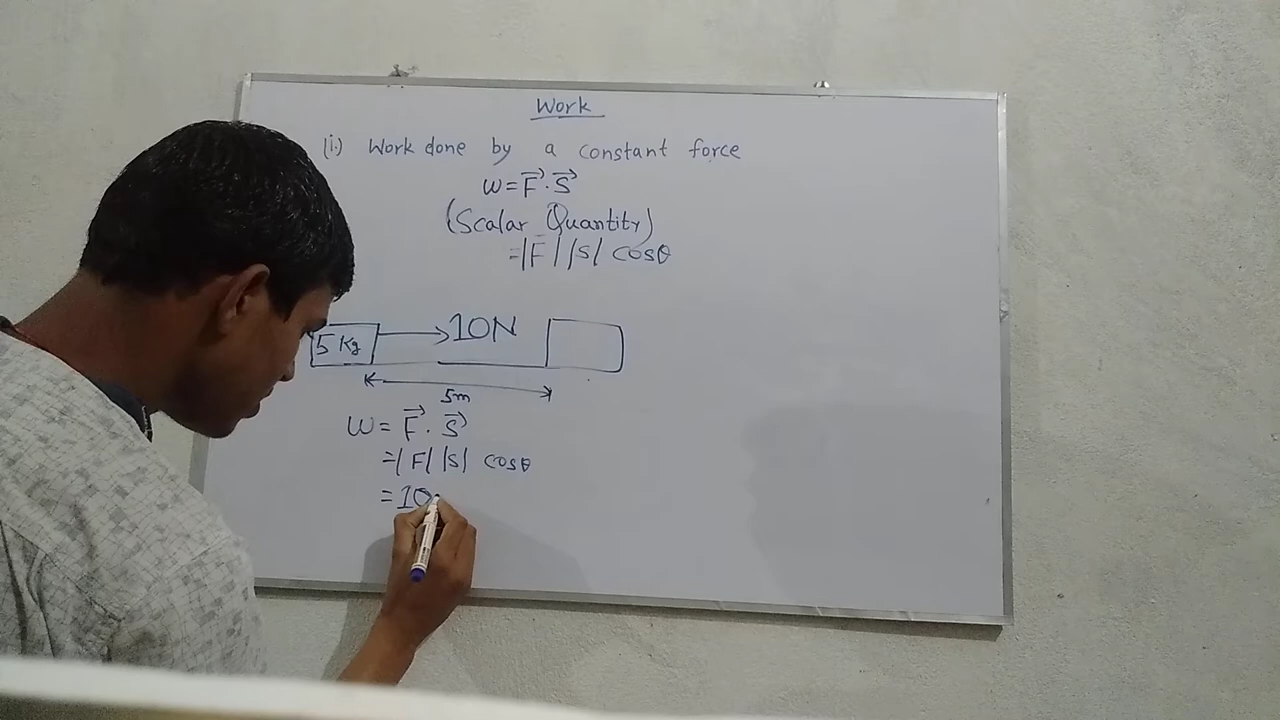 Work
(i.) Work done by a constant force
W = F⃗ . S⃗
(Scalar Quantity)
= |F| |S| cosθ
5 Kg 10N
5m
W = F⃗ . S⃗
= |F| |S| cosθ
= 10